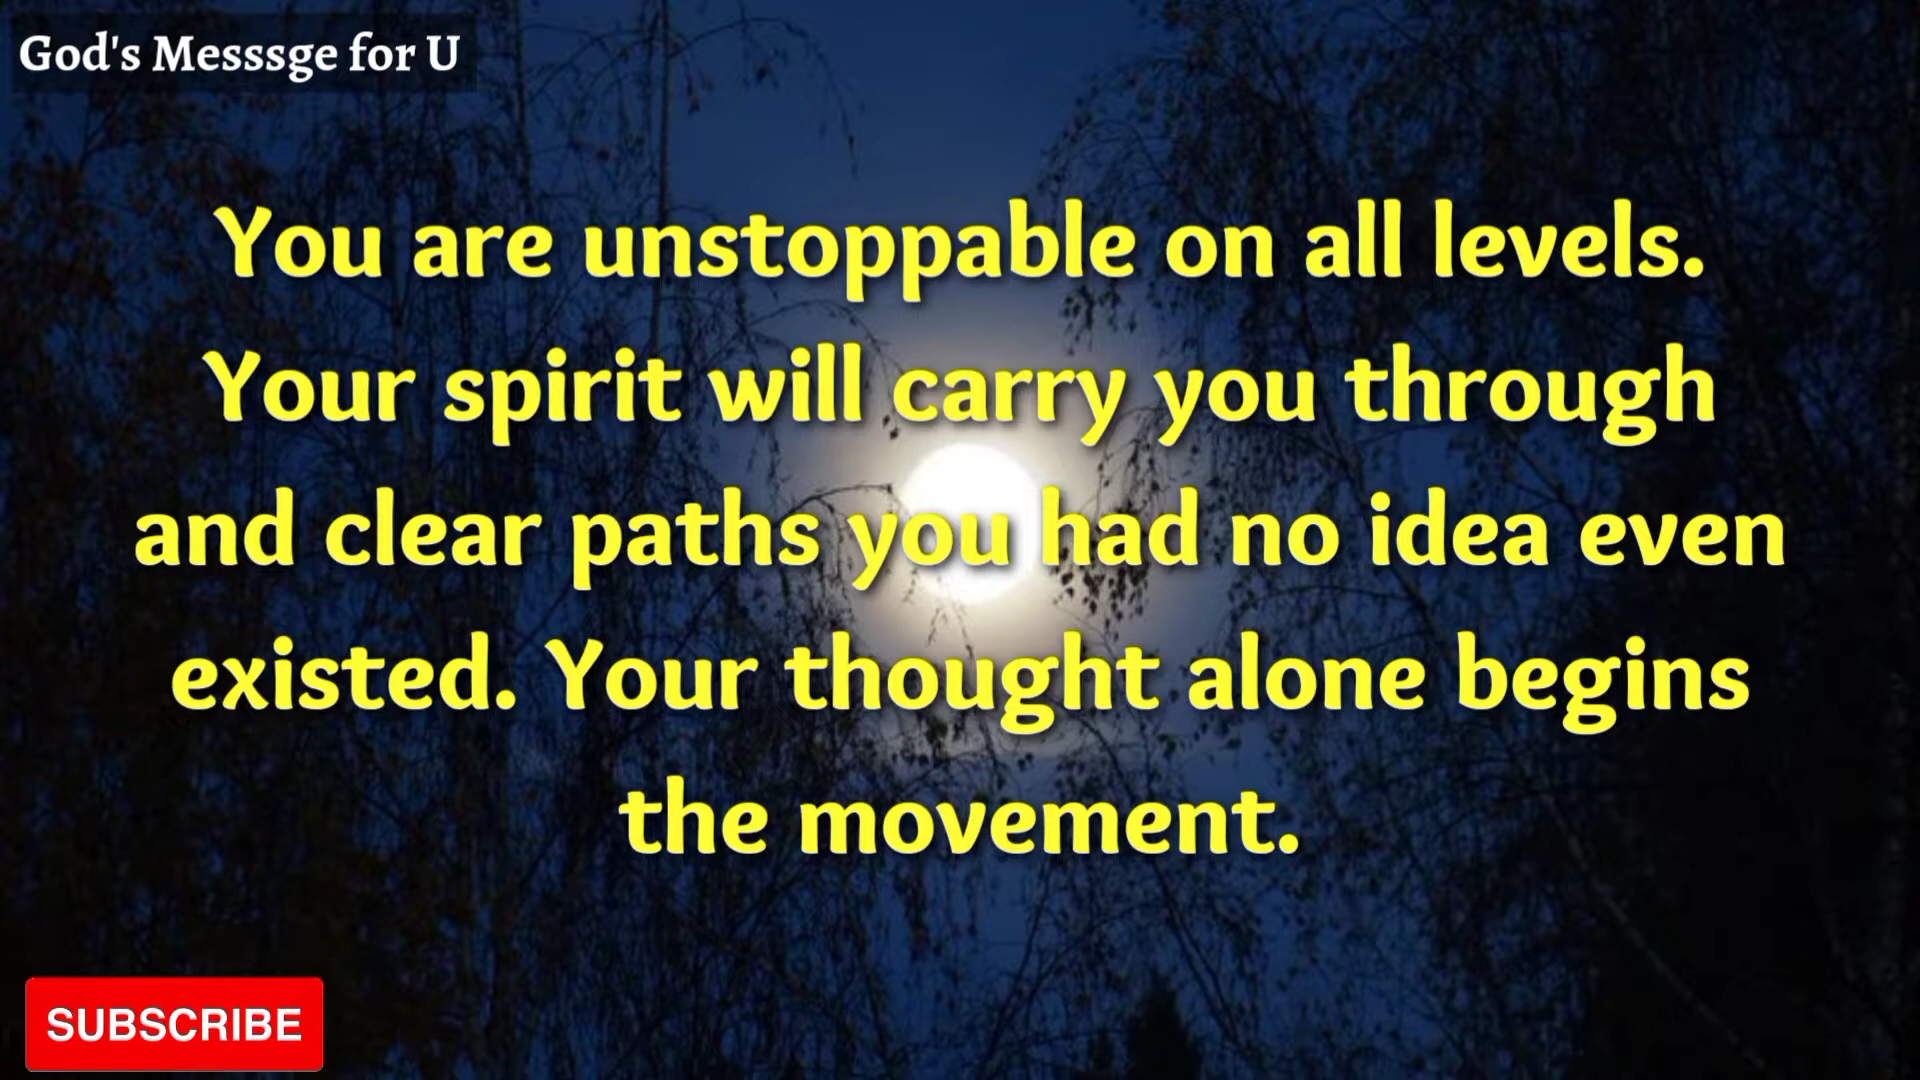 God's Messsge for U
You are unstoppable on all levels.
Your spirit will carry you through
and clear paths you had no idea even
existed. Your thought alone begins
the movement.
SUBSCRIBE